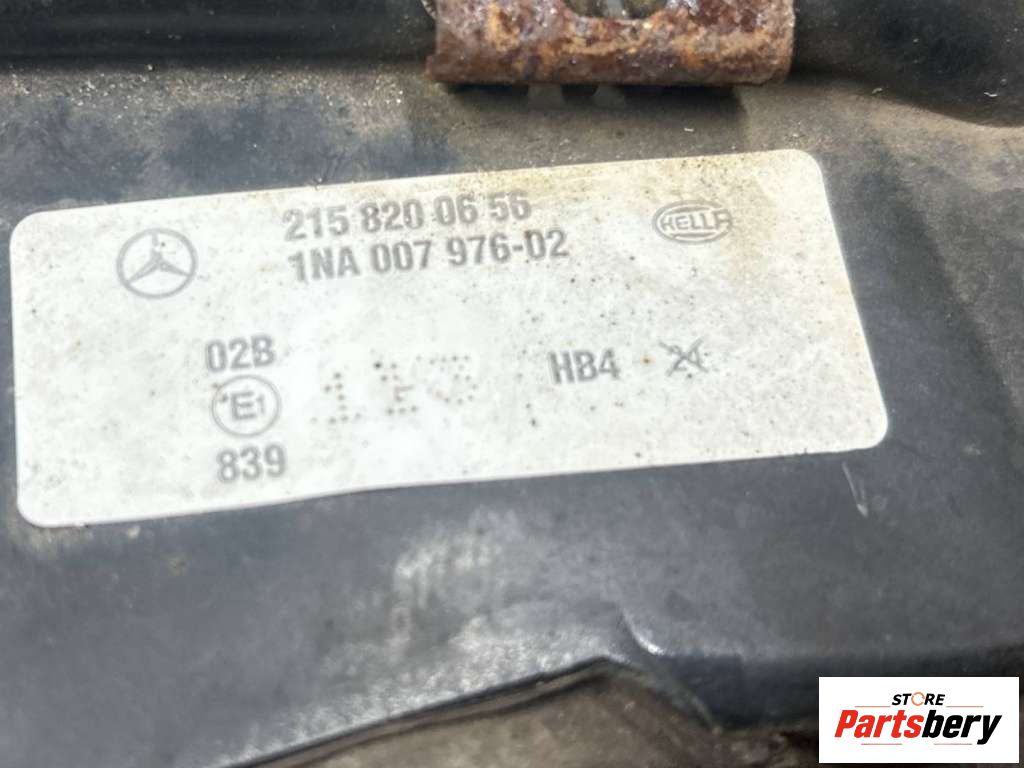 215 820 06 56
1NA 007 976-02
HELLA
02B
E1
HB4
839
STORE
Partsbery